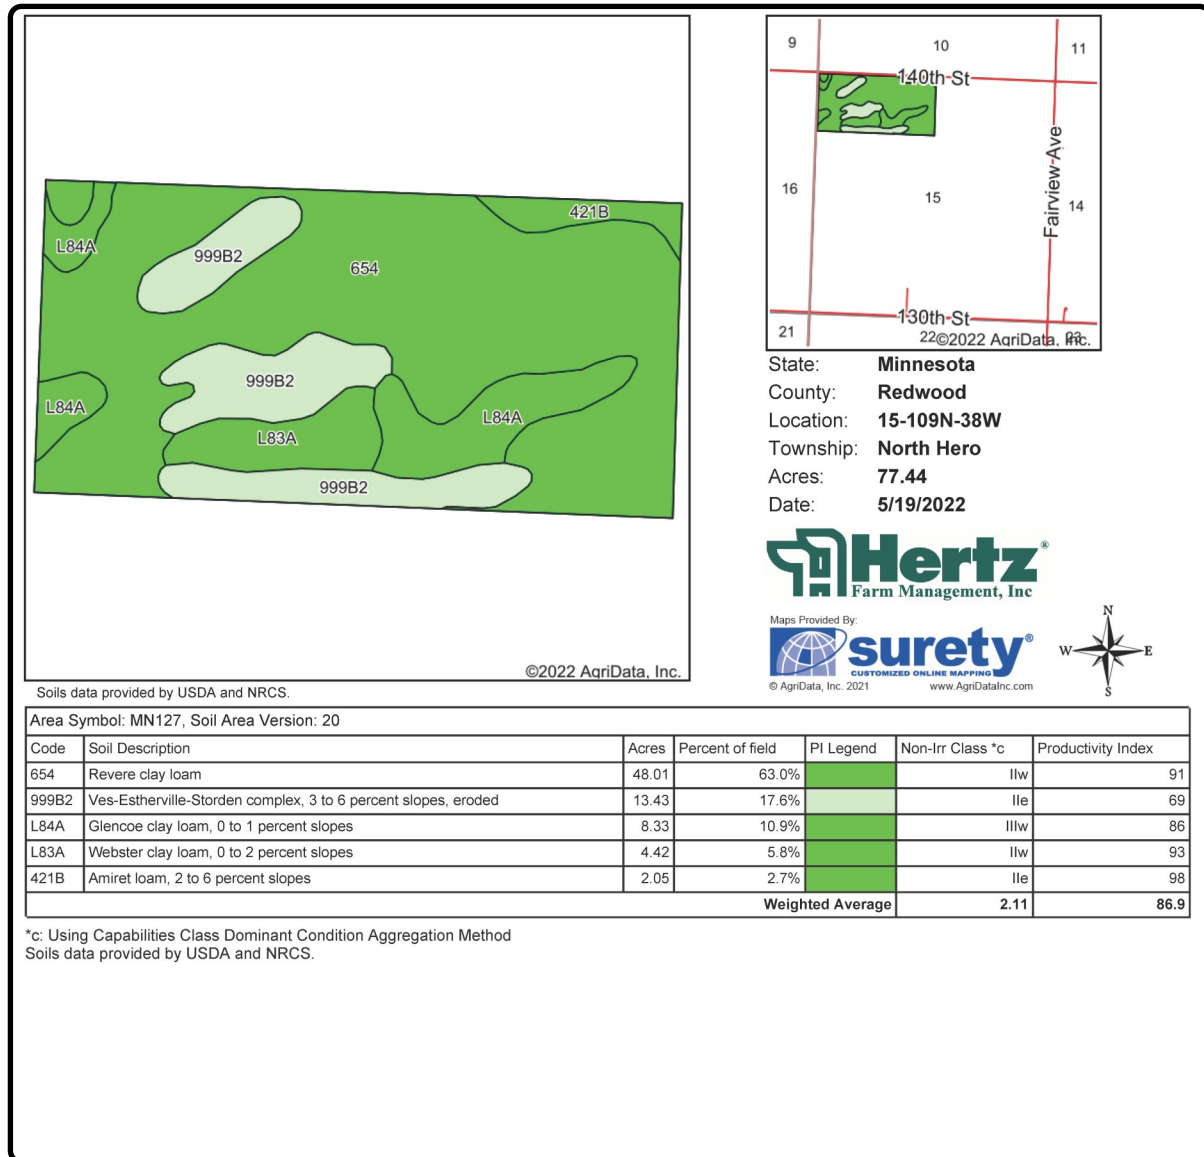 421B
L84A
999B2
654
999B2
L84A
L84A
L83A
999B2
©2022 AgriData, Inc.
Soils data provided by USDA and NRCS.
9
10
11
140th St
16
15
14
Fairview Ave
130th St
21
22
23
©2022 AgriData, Inc.
State: Minnesota
County: Redwood
Location: 15-109N-38W
Township: North Hero
Acres: 77.44
Date: 5/19/2022
Hertz®
Farm Management, Inc
Maps Provided By:
surety®
CUSTOMIZED ONLINE MAPPING
© AgriData, Inc. 2021 www.AgriDataInc.com
N
W E
S
Area Symbol: MN127, Soil Area Version: 20
Code Soil Description Acres Percent of field PI Legend Non-Irr Class *c Productivity Index
654 Revere clay loam 48.01 63.0% IIw 91
999B2 Ves-Estherville-Storden complex, 3 to 6 percent slopes, eroded 13.43 17.6% IIe 69
L84A Glencoe clay loam, 0 to 1 percent slopes 8.33 10.9% IIIw 86
L83A Webster clay loam, 0 to 2 percent slopes 4.42 5.8% IIw 93
421B Amiret loam, 2 to 6 percent slopes 2.05 2.7% IIe 98
Weighted Average 2.11 86.9
*c: Using Capabilities Class Dominant Condition Aggregation Method
Soils data provided by USDA and NRCS.